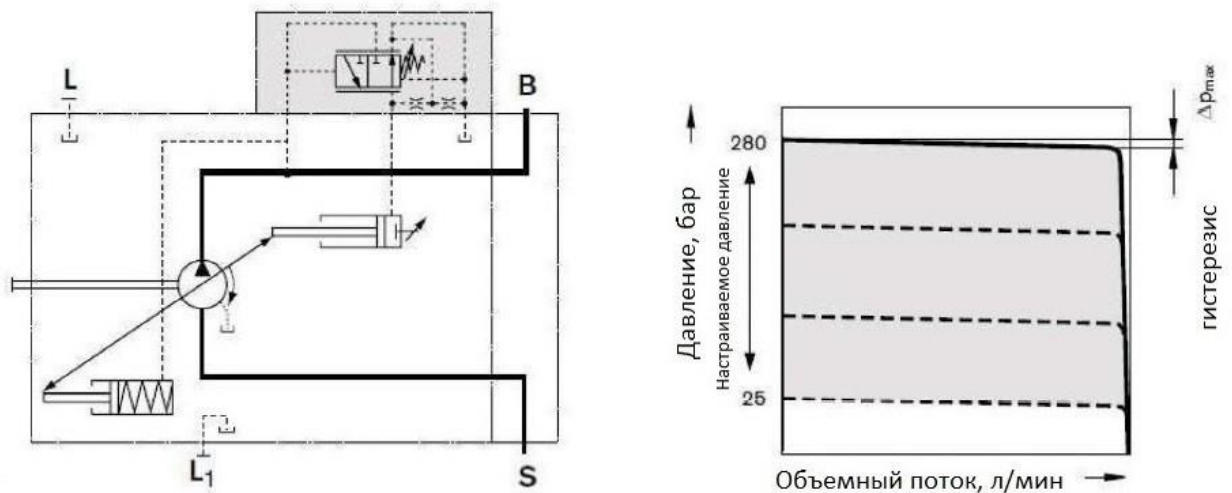 L
B
L1
S
Давление, бар
Настраиваемое давление
280
25
Δpmax
гистерезис
Объемный поток, л/мин